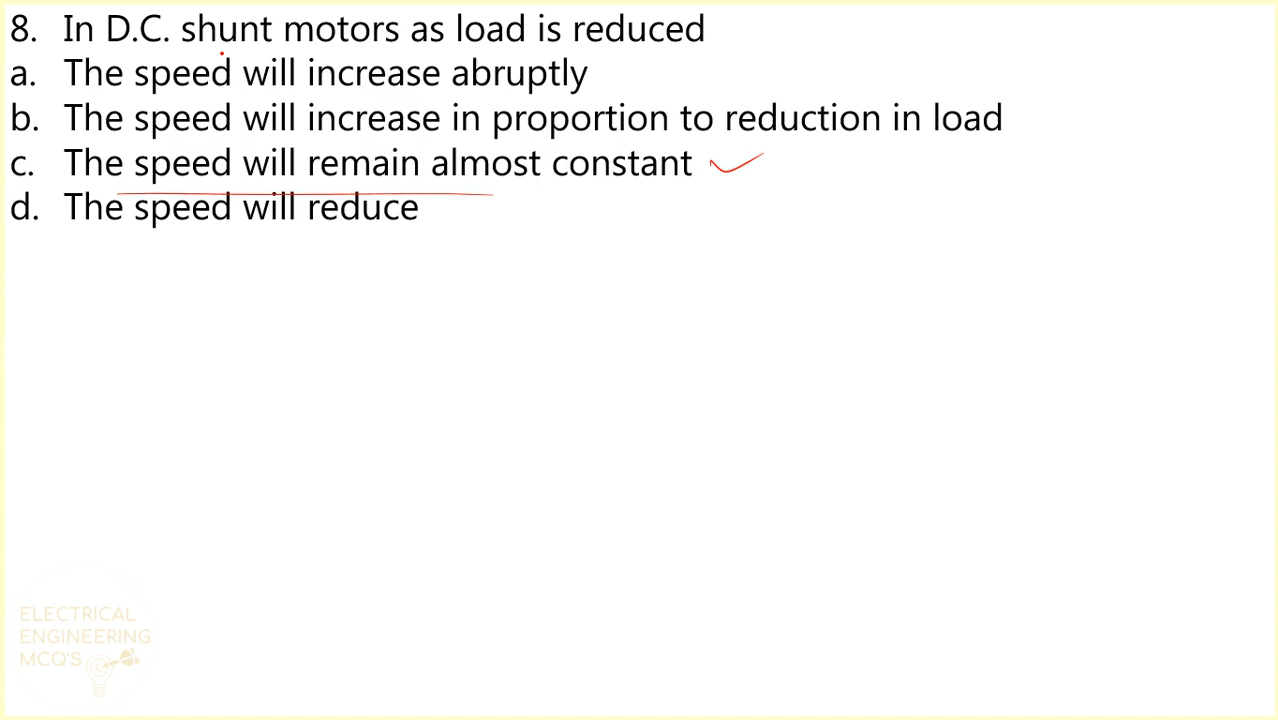 8. In D.C. shunt motors as load is reduced
a. The speed will increase abruptly
b. The speed will increase in proportion to reduction in load
c. The speed will remain almost constant
d. The speed will reduce
ELECTRICAL
ENGINEERING
MCQ'S